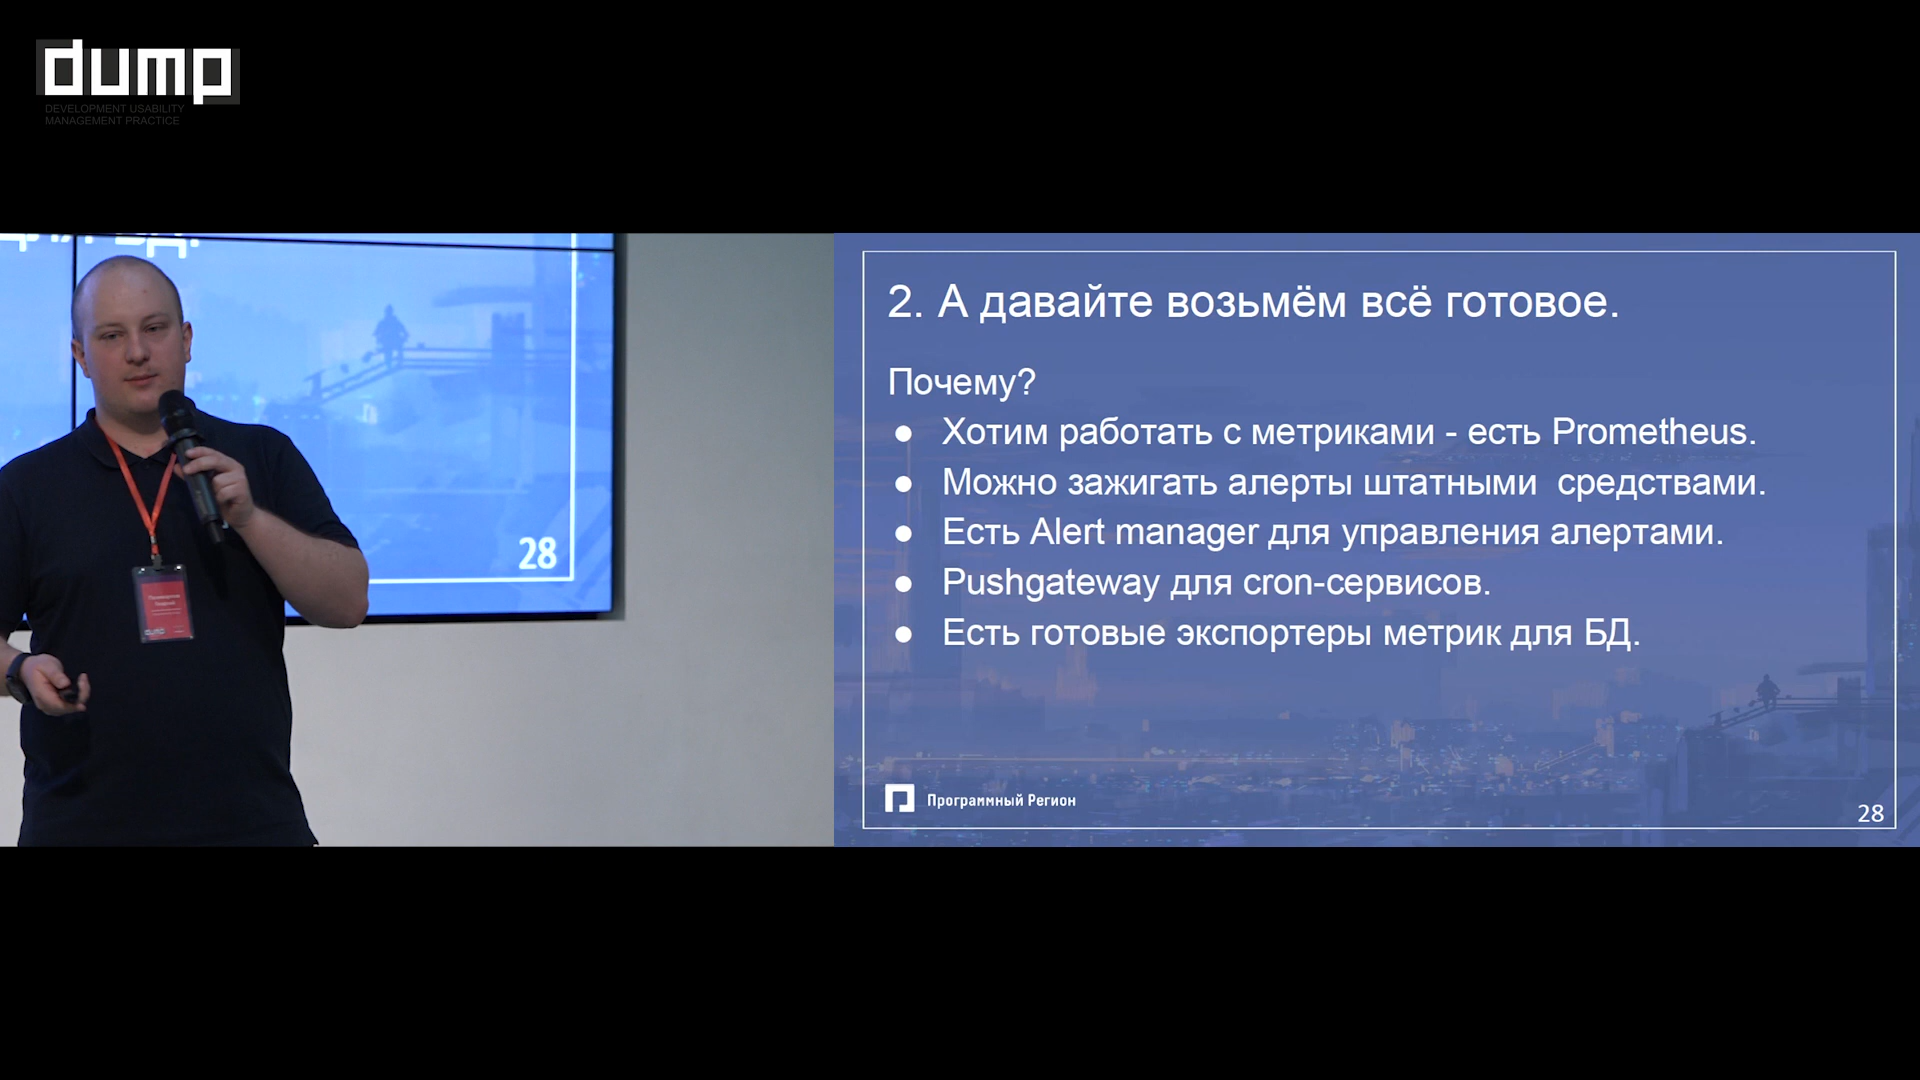 dump
DEVELOPMENT USABILITY
MANAGEMENT PRACTICE
28
2. А давайте возьмём всё готовое.
Почему?
● Хотим работать с метриками - есть Prometheus.
● Можно зажигать алерты штатными  средствами.
● Есть Alert manager для управления алертами.
● Pushgateway для cron-сервисов.
● Есть готовые экспортеры метрик для БД.
Программный Регион
28